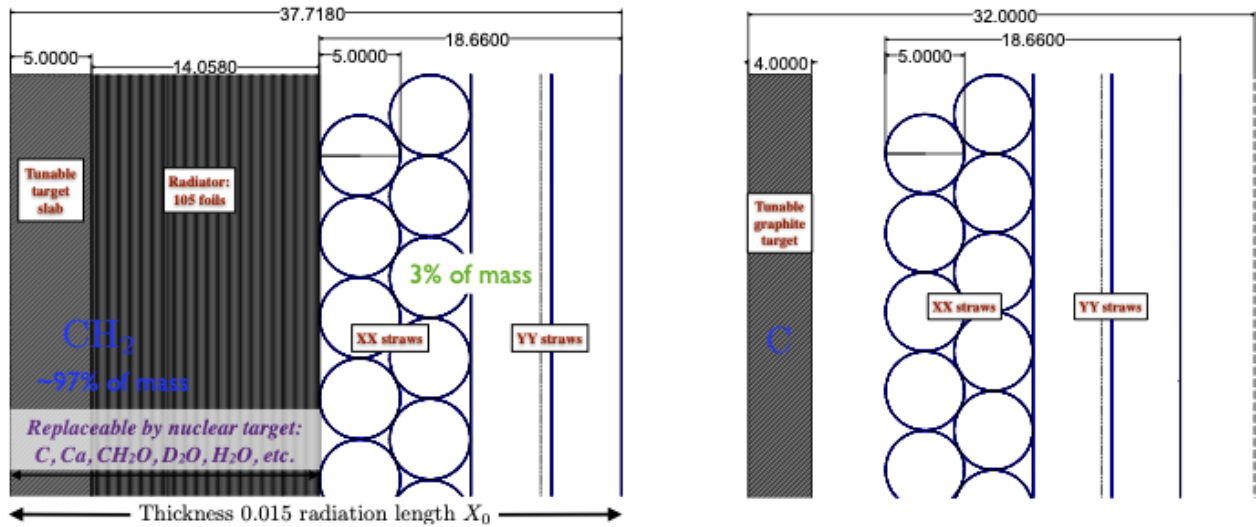 37.7180
18.6600
5.0000
14.0580
5.0000
Tunable
target
slab
Radiator:
105 foils
3% of mass
XX straws
YY straws
CH₂
~97% of mass
Replaceable by nuclear target:
C, Ca, CH2O, D2O, H2O, etc.
Thickness 0.015 radiation length X₀
32.0000
18.6600
5.0000
4.0000
Tunable
graphite
target
XX straws
YY straws
C